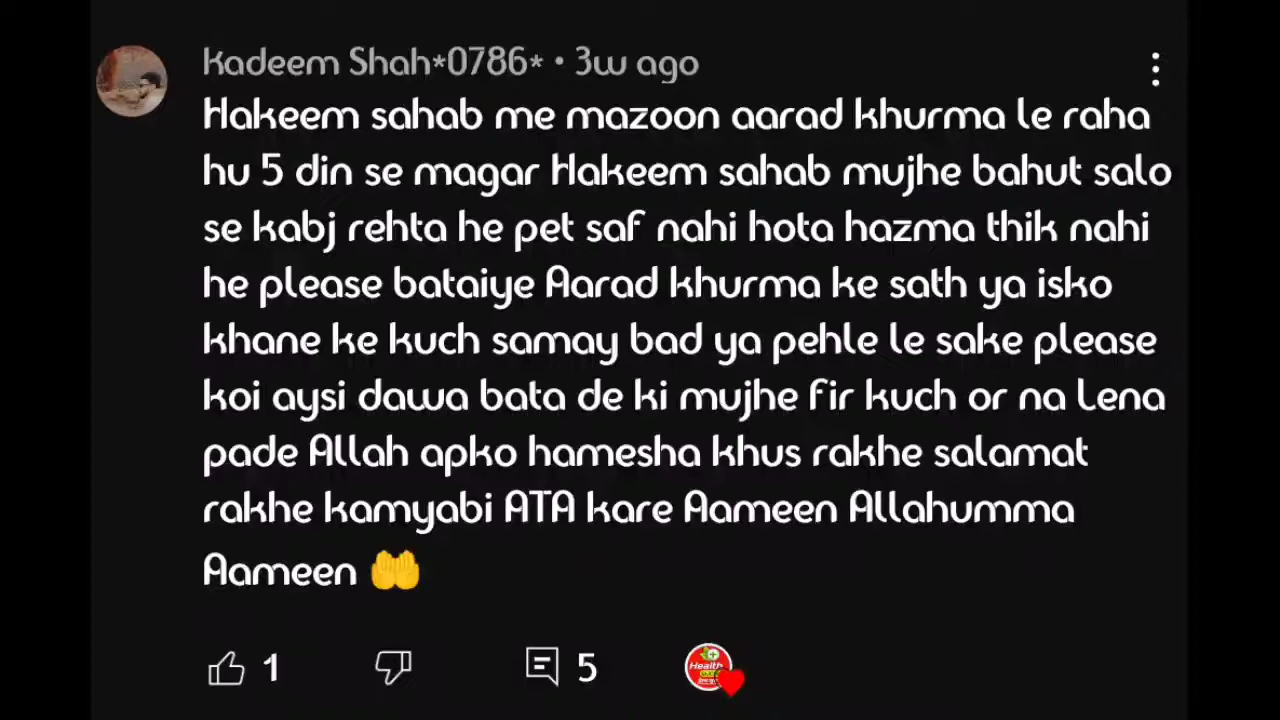 Kadeem Shah*0786* • 3w ago
Hakeem sahab me mazoon aarad khurma le raha
hu 5 din se magar Hakeem sahab mujhe bahut salo
se kabj rehta he pet saf nahi hota hazma thik nahi
he please bataiye Aarad khurma ke sath ya isko
khane ke kuch samay bad ya pehle le sake please
koi aysi dawa bata de ki mujhe fir kuch or na Lena
pade Allah apko hamesha khus rakhe salamat
rakhe kamyabi ATA kare Aameen Allahumma
Aameen 🤲
1
5
Health